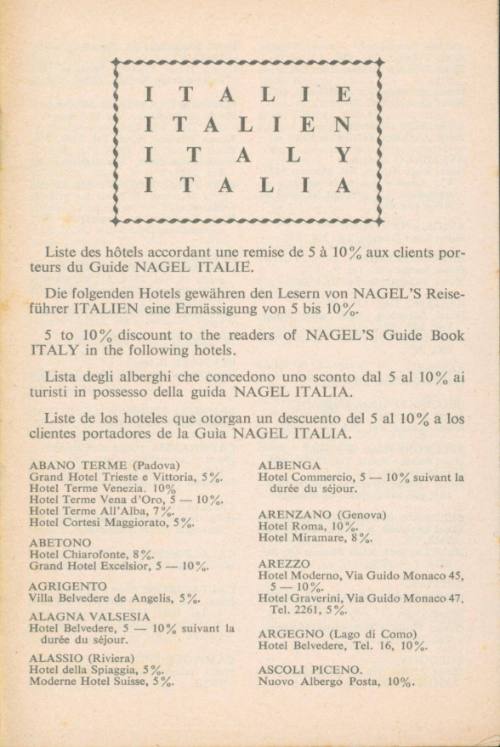 ITALIE
ITALIEN
ITALY
ITALIA
Liste des hôtels accordant une remise de 5 à 10% aux clients por-
teurs du Guide NAGEL ITALIE.
Die folgenden Hotels gewähren den Lesern von NAGEL'S Reise-
führer ITALIEN eine Ermässigung von 5 bis 10%.
5 to 10% discount to the readers of NAGEL'S Guide Book
ITALY in the following hotels.
Lista degli alberghi che concedono uno sconto dal 5 al 10% ai
turisti in possesso della guida NAGEL ITALIA.
Liste de los hoteles que otorgan un descuento del 5 al 10% a los
clientes portadores de la Guia NAGEL ITALIA.
ABANO TERME (Padova)
Grand Hotel Trieste e Vittoria, 5%.
Hotel Terme Venezia. 10%
Hotel Terme Vena d'Oro, 5 — 10%.
Hotel Terme All'Alba, 7%.
Hotel Cortesi Maggiorato, 5%.
ABETONO
Hotel Chiarofonte, 8%.
Grand Hotel Excelsior, 5 — 10%.
AGRIGENTO
Villa Belvedere de Angelis, 5%.
ALAGNA VALSESIA
Hotel Belvedere, 5 — 10% suivant la
durée du séjour.
ALASSIO (Riviera)
Hotel della Spiaggia, 5%.
Moderne Hotel Suisse, 5%.
ALBENGA
Hotel Commercio, 5 — 10% suivant la
durée du séjour.
ARENZANO (Genova)
Hotel Roma, 10%.
Hotel Miramare, 8%.
AREZZO
Hotel Moderno, Via Guido Monaco 45,
5 — 10%.
Hotel Graverini, Via Guido Monaco 47.
Tel. 2261, 5%.
ARGEGNO (Lago di Como)
Hotel Belvedere, Tel. 16, 10%.
ASCOLI PICENO.
Nuovo Albergo Posta, 10%.